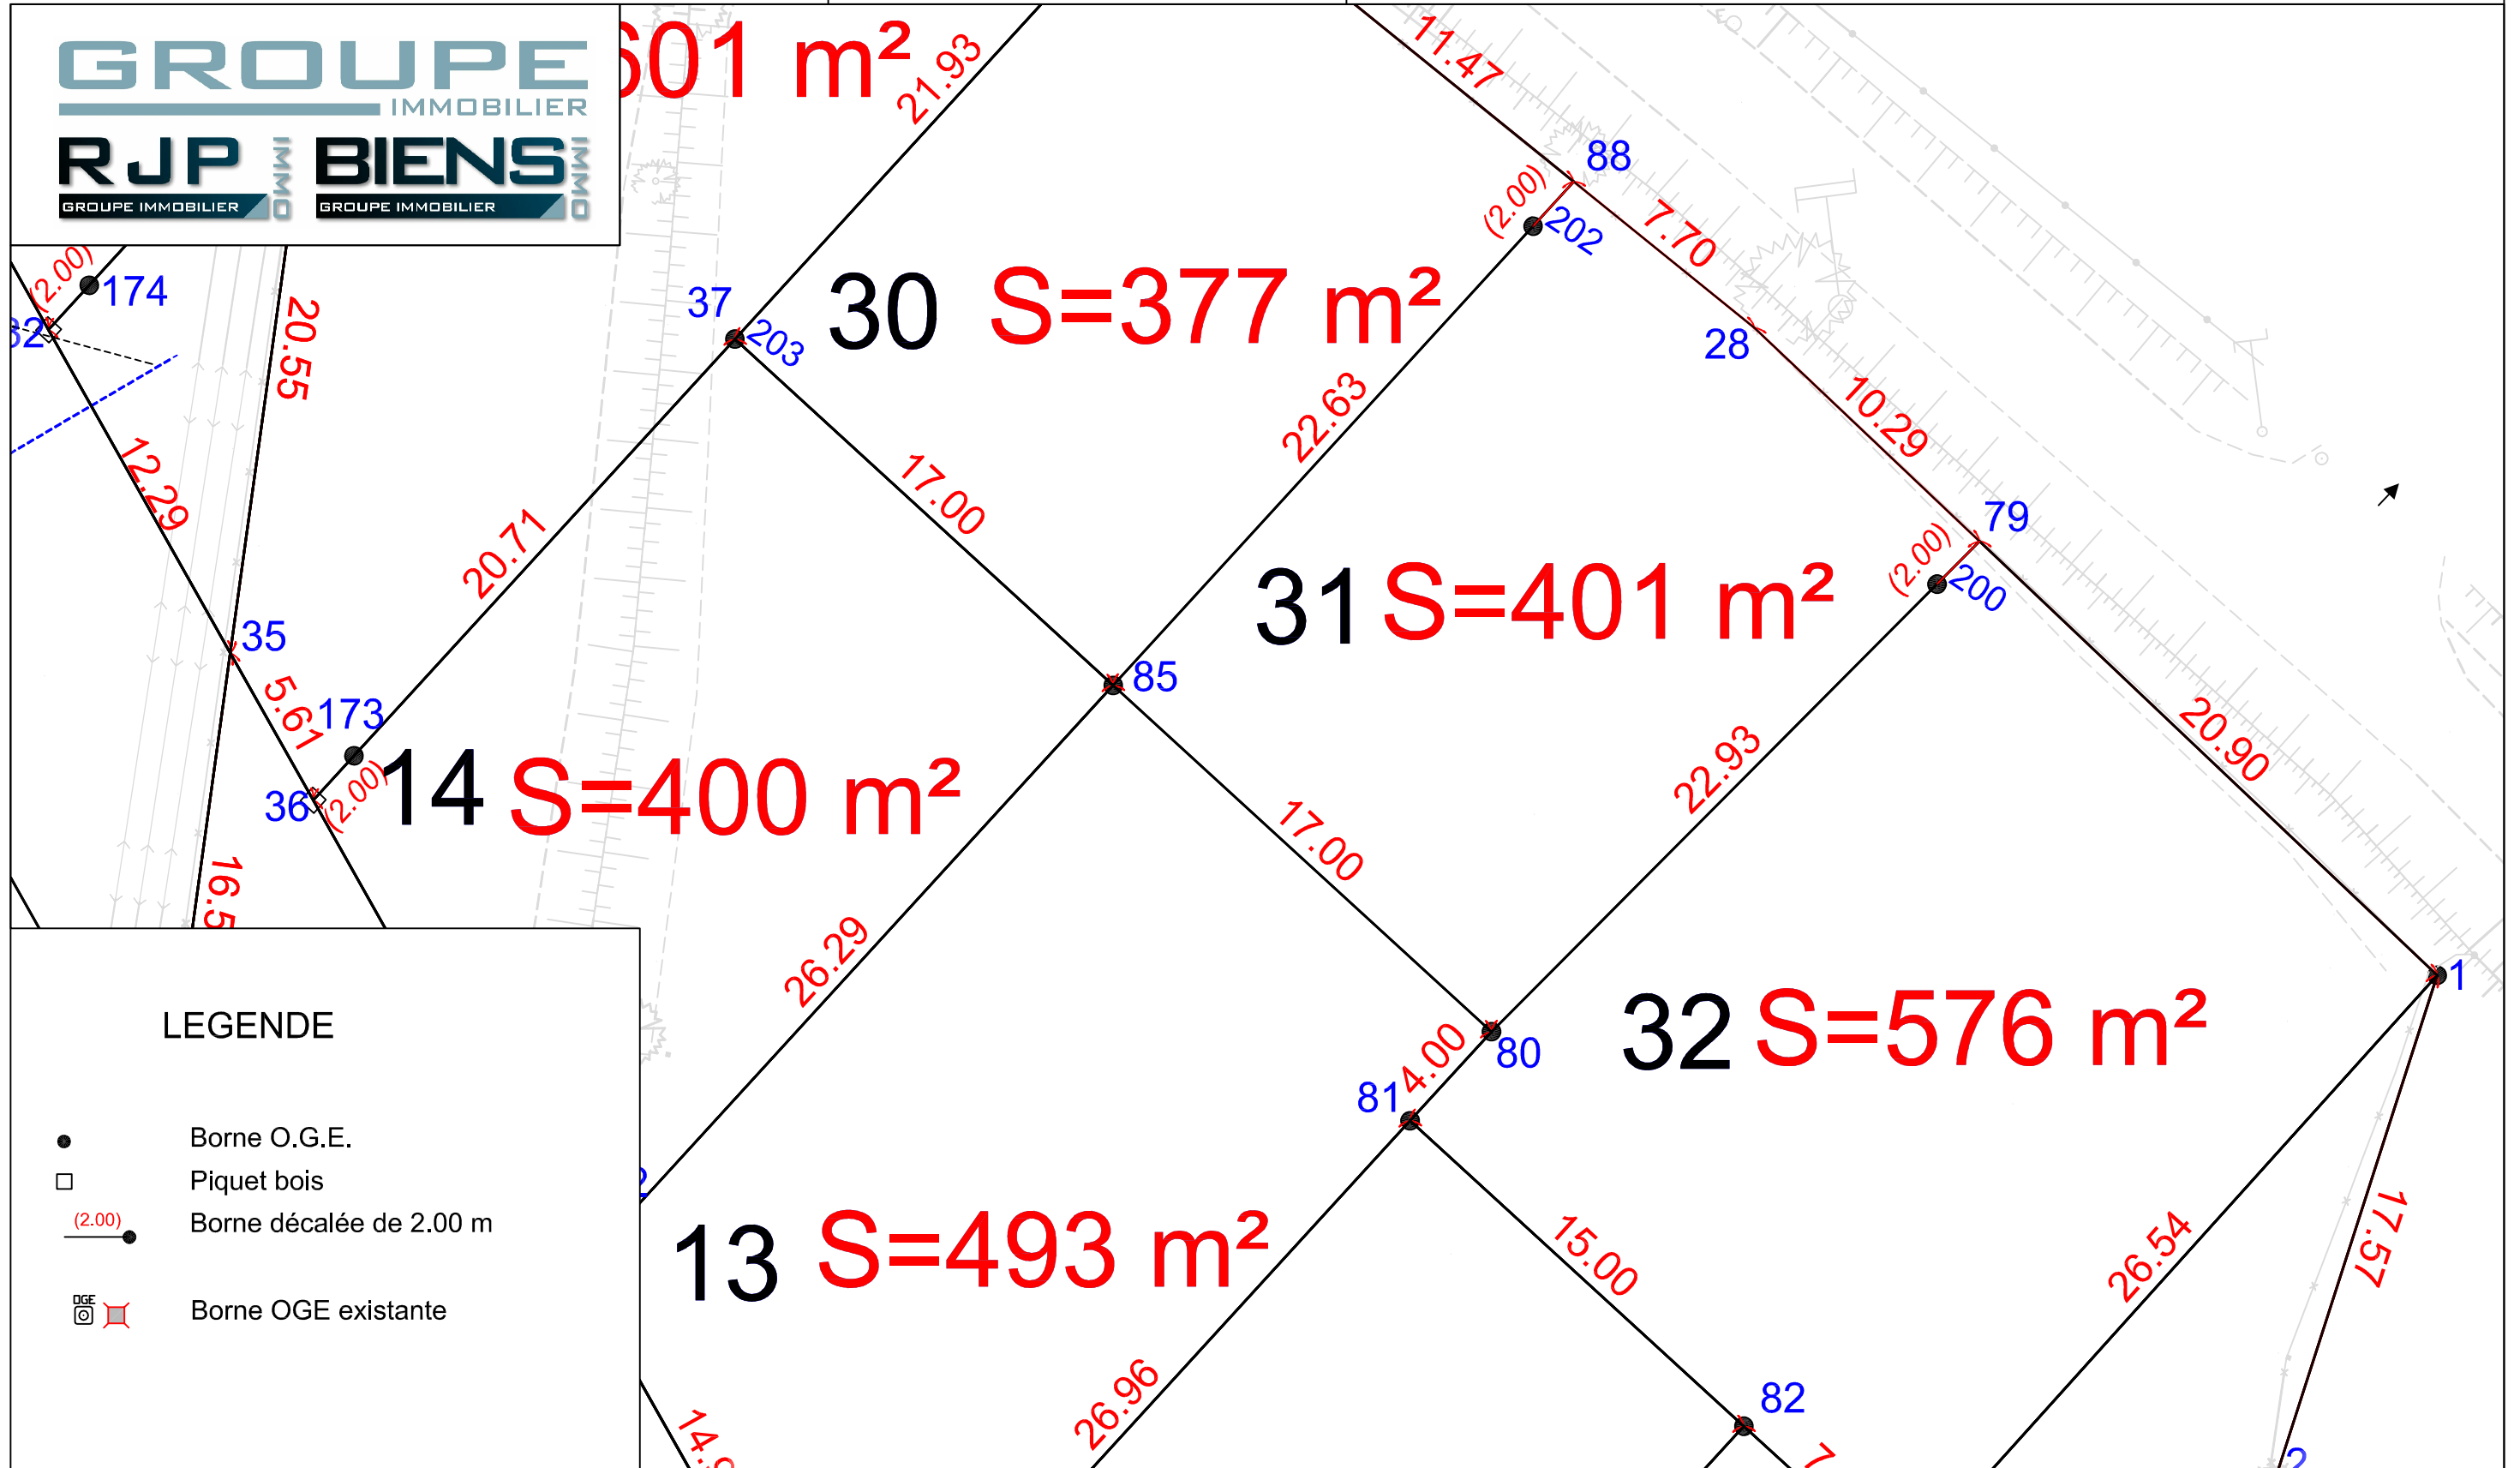 GROUPE
IMMOBILIER
RJP IMMO
GROUPE IMMOBILIER
BIENS IMMO
GROUPE IMMOBILIER
601 m²
21.93
11.47
88
(2.00)
202
7.70
28
10.29
79
(2.00)
200
20.90
1
(2.00)
174
20.55
12.29
35
5.61
173
36
(2.00)
37
203
30 S=377 m²
22.63
17.00
20.71
31 S=401 m²
85
14 S=400 m²
22.93
17.00
26.29
16.5
80
4.00
81
32 S=576 m²
13 S=493 m²
15.00
26.54
17.57
26.96
82
14.9
7
2
LEGENDE
Borne O.G.E.
Piquet bois
(2.00)
Borne décalée de 2.00 m
OGE
Borne OGE existante